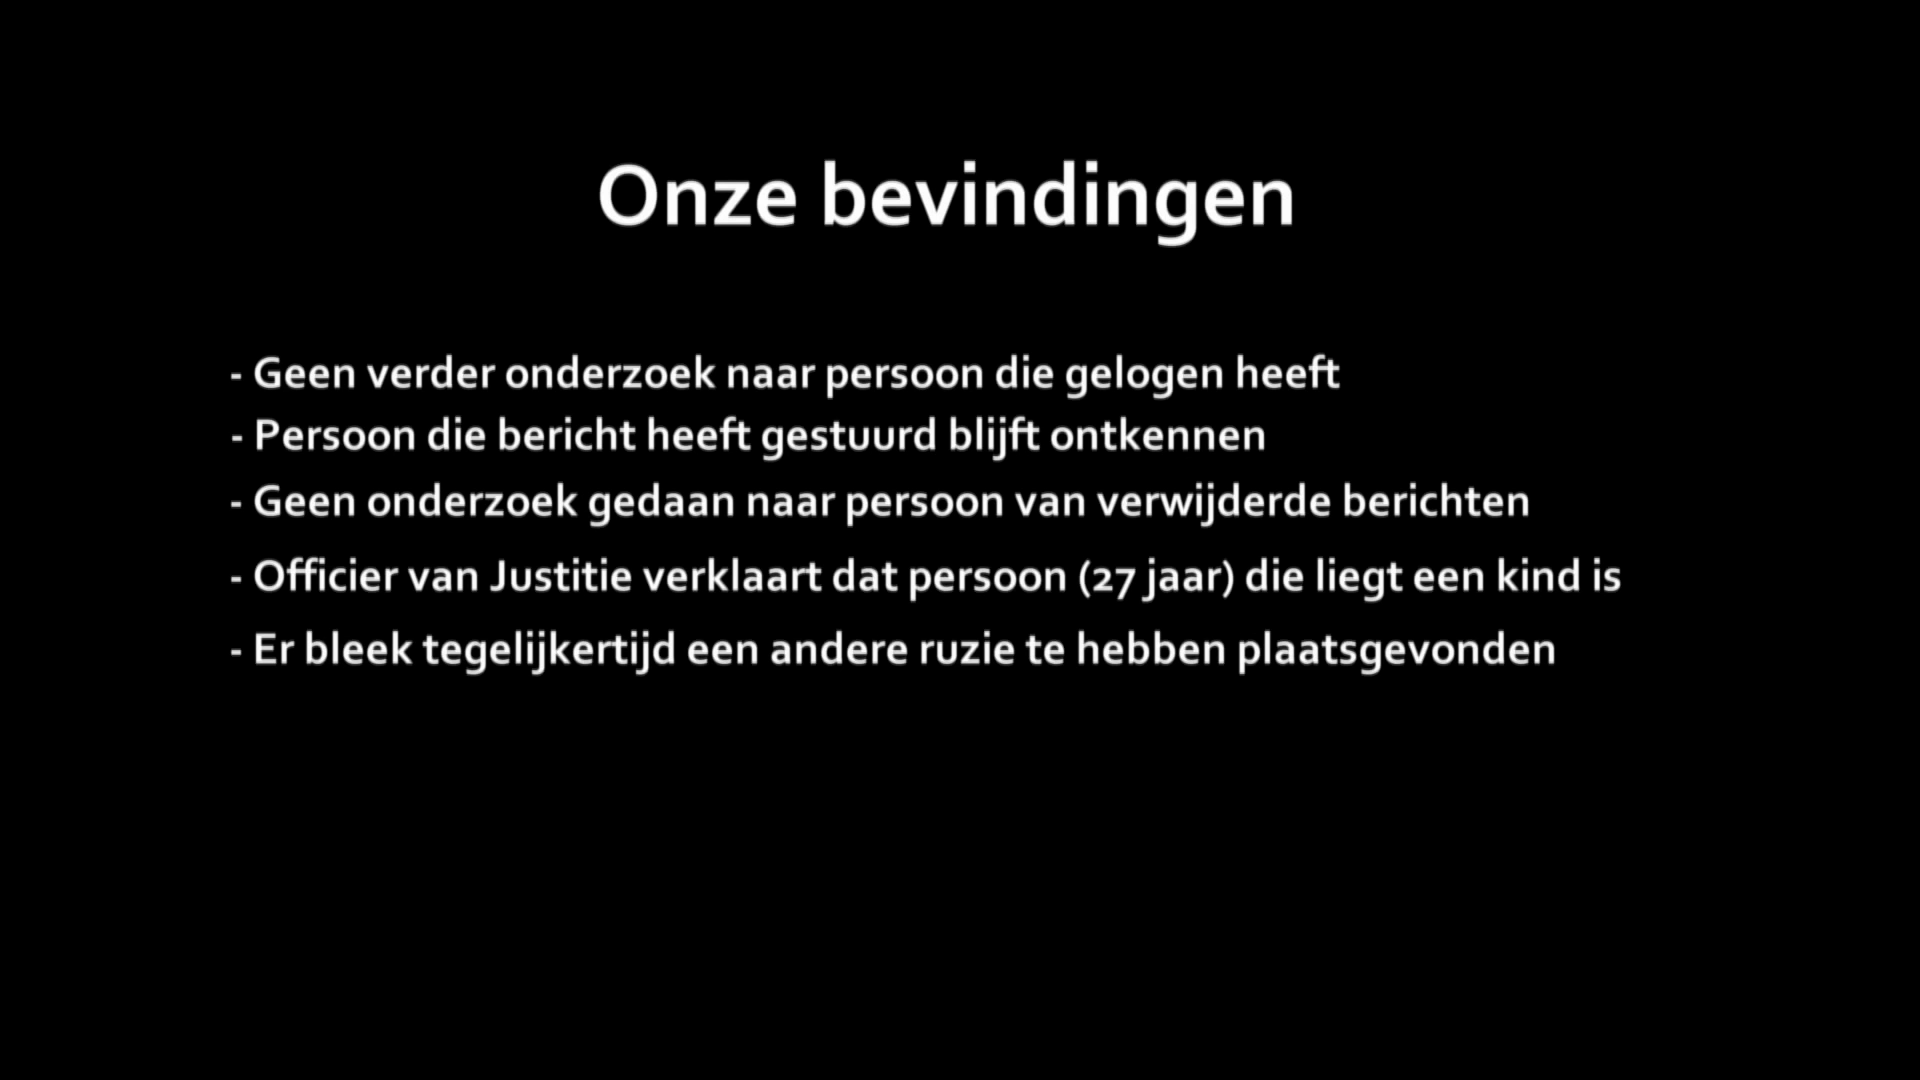 Onze bevindingen
- Geen verder onderzoek naar persoon die gelogen heeft
- Persoon die bericht heeft gestuurd blijft ontkennen
- Geen onderzoek gedaan naar persoon van verwijderde berichten
- Officier van Justitie verklaart dat persoon (27 jaar) die liegt een kind is
- Er bleek tegelijkertijd een andere ruzie te hebben plaatsgevonden